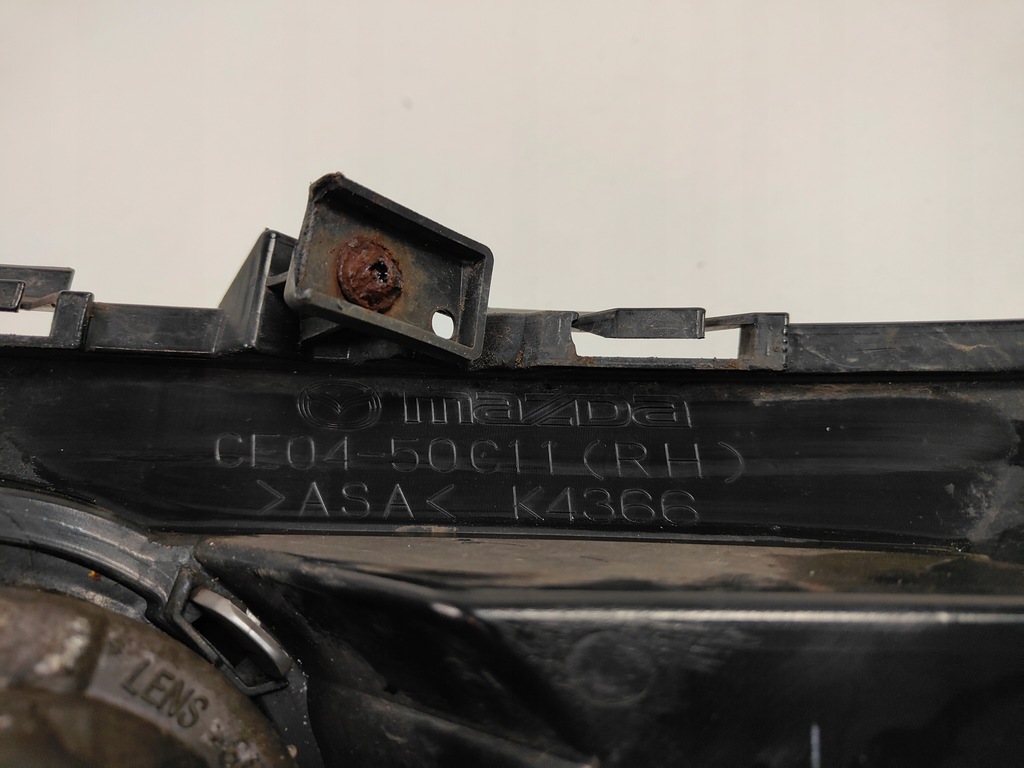 mazda
CE04-50C11(RH)
>ASA< K4366
LENS